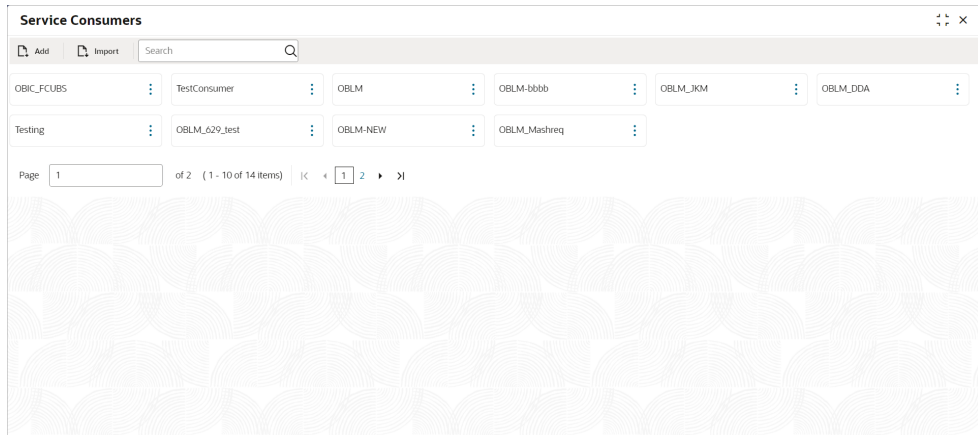 Service Consumers
Add Import Search
OBIC_FCUBS TestConsumer OBLM OBLM-bbbb OBLM_JKM OBLM_DDA
Testing OBLM_629_test OBLM-NEW OBLM_Mashreq
Page 1 of 2 ( 1 - 10 of 14 items) 1 2